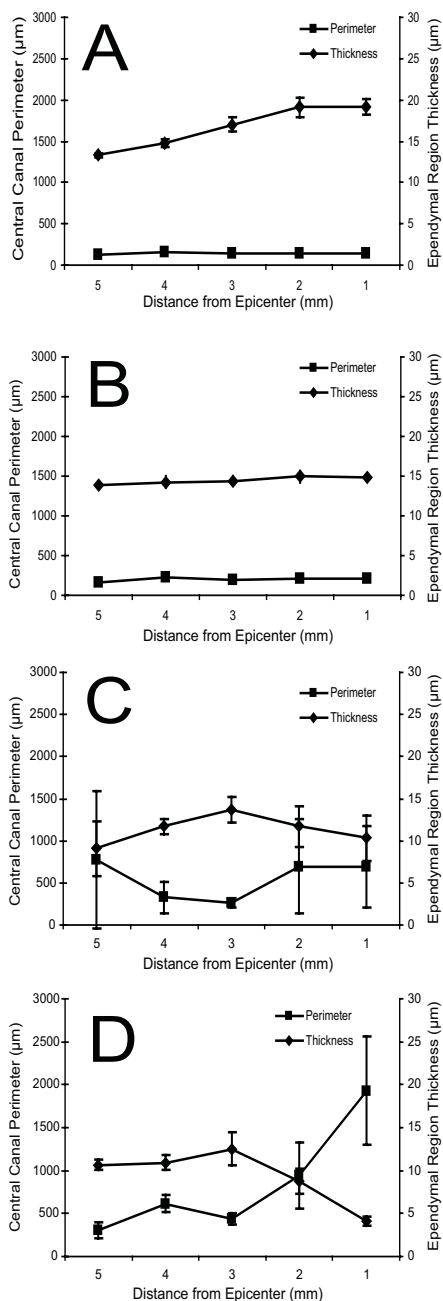 A
Perimeter
Thickness
Central Canal Perimeter (µm)
Ependymal Region Thickness (µm)
3000
2500
2000
1500
1000
500
0
30
25
20
15
10
5
0
5 4 3 2 1
Distance from Epicenter (mm)
B
Perimeter
Thickness
Central Canal Perimeter (µm)
Ependymal Region Thickness (µm)
3000
2500
2000
1500
1000
500
0
30
25
20
15
10
5
0
5 4 3 2 1
Distance from Epicenter (mm)
C
Perimeter
Thickness
Central Canal Perimeter (µm)
Ependymal Region Thickness (µm)
3000
2500
2000
1500
1000
500
0
30
25
20
15
10
5
0
5 4 3 2 1
Distance from Epicenter (mm)
D
Perimeter
Thickness
Central Canal Perimeter (µm)
Ependymal Region Thickness (µm)
3000
2500
2000
1500
1000
500
0
30
25
20
15
10
5
0
5 4 3 2 1
Distance from Epicenter (mm)